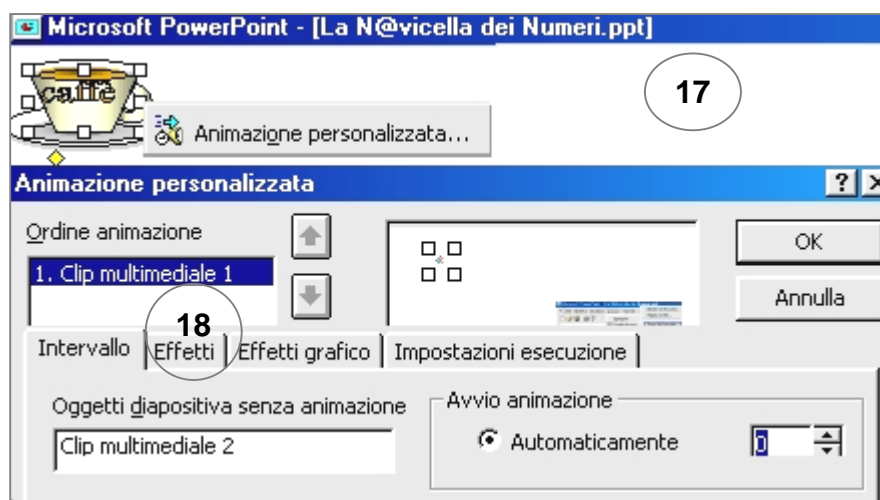 Microsoft PowerPoint - [La N@vicella dei Numeri.ppt]
17
caffè
Animazione personalizzata...
Animazione personalizzata
Ordine animazione
OK
1. Clip multimediale 1
Annulla
18
Intervallo Effetti Effetti grafico Impostazioni esecuzione
Oggetti diapositiva senza animazione
Avvio animazione
Clip multimediale 2
Automaticamente
0